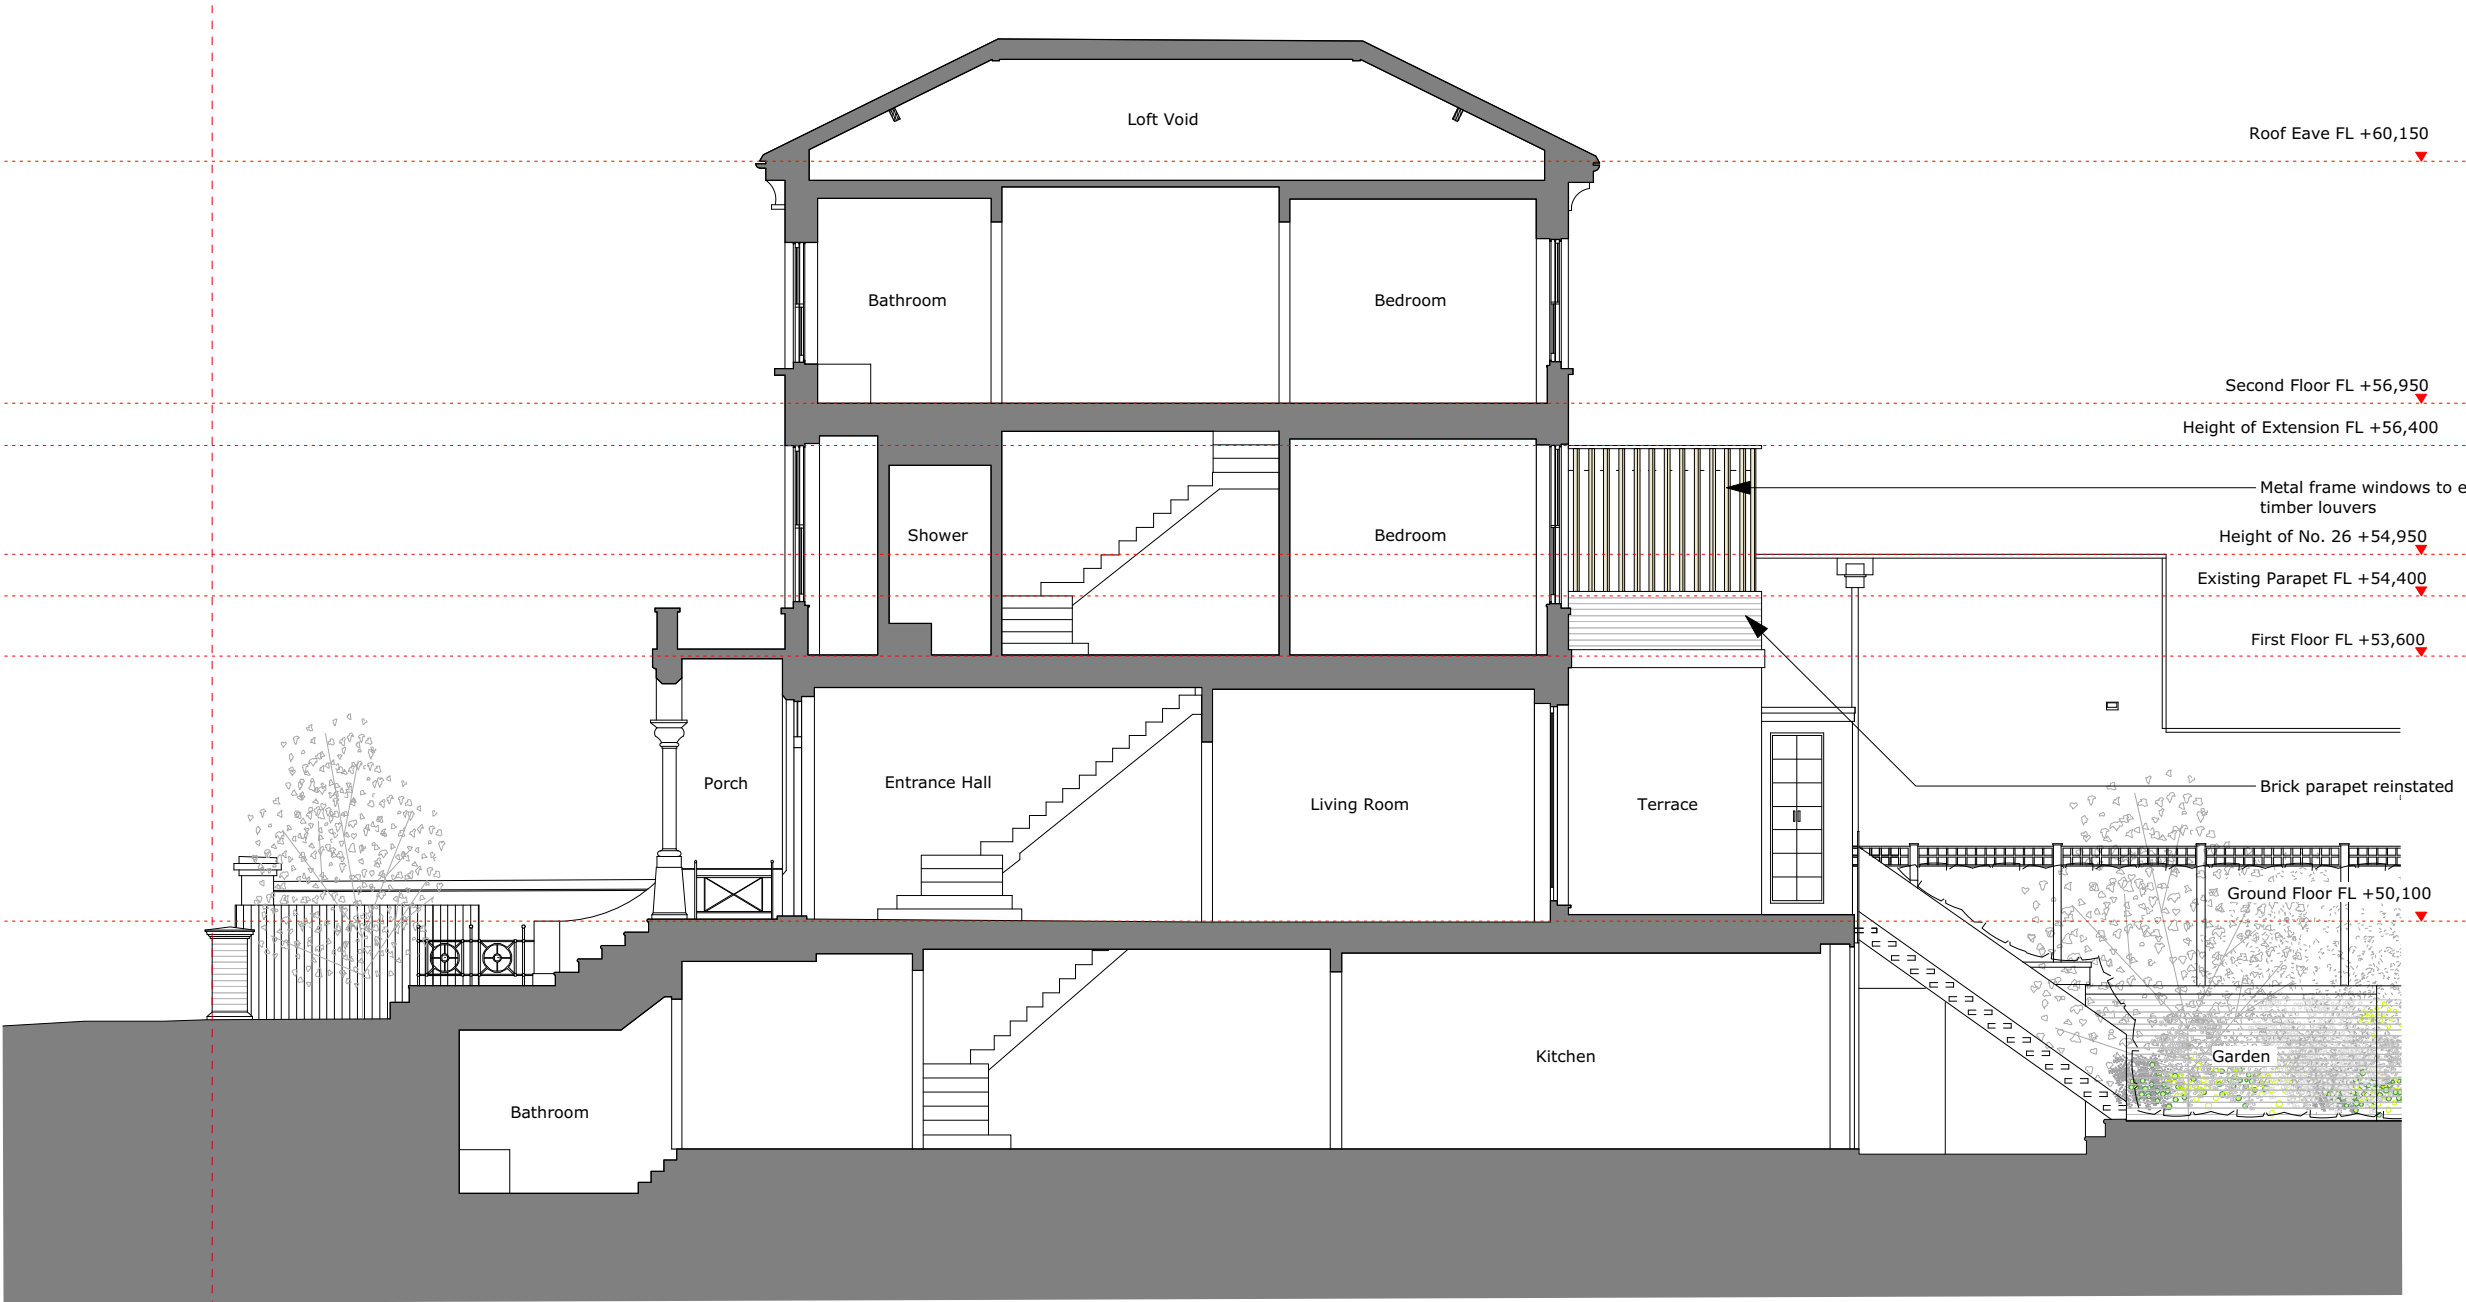 Loft Void
Roof Eave FL +60,150
Bathroom
Bedroom
Second Floor FL +56,950
Height of Extension FL +56,400
Metal frame windows to e
timber louvers
Shower
Bedroom
Height of No. 26 +54,950
Existing Parapet FL +54,400
First Floor FL +53,600
Porch
Entrance Hall
Living Room
Terrace
Brick parapet reinstated
Ground Floor FL +50,100
Kitchen
Garden
Bathroom